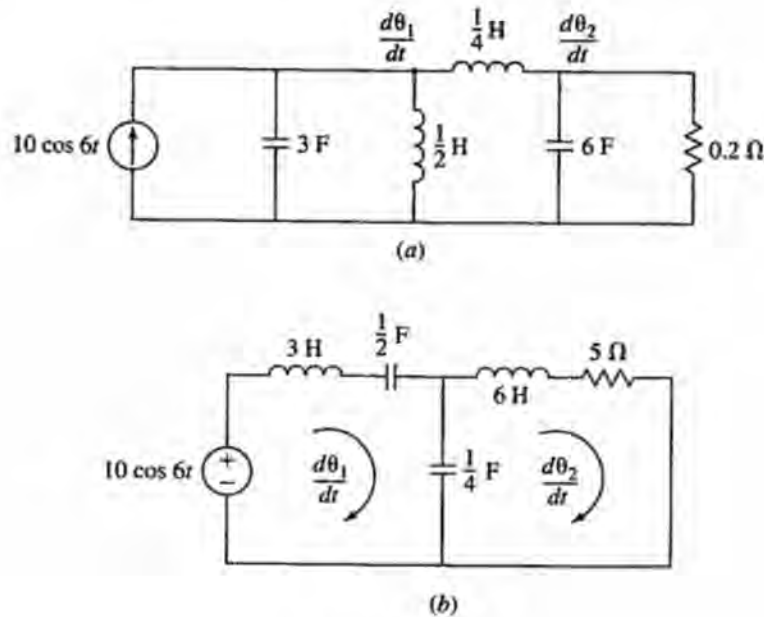 dθ₁/dt
1/4 H
dθ₂/dt
10 cos 6t
3 F
1/2 H
6 F
0.2 Ω
(a)
3 H
1/2 F
6 H
5 Ω
10 cos 6t
+
−
dθ₁/dt
1/4 F
dθ₂/dt
(b)